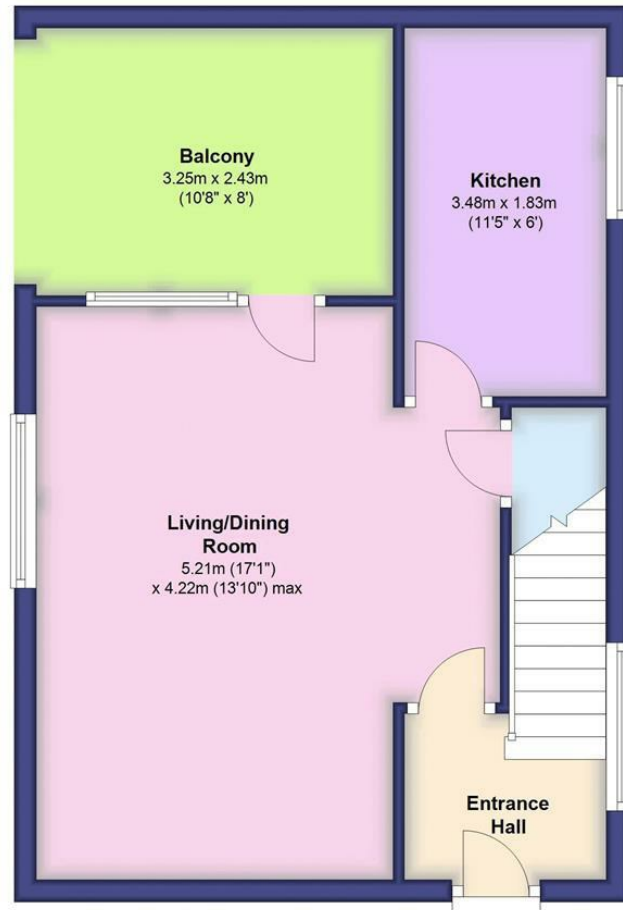 Balcony
3.25m x 2.43m
(10'8" x 8')
Kitchen
3.48m x 1.83m
(11'5" x 6')
Living/Dining
Room
5.21m (17'1")
x 4.22m (13'10") max
Entrance
Hall